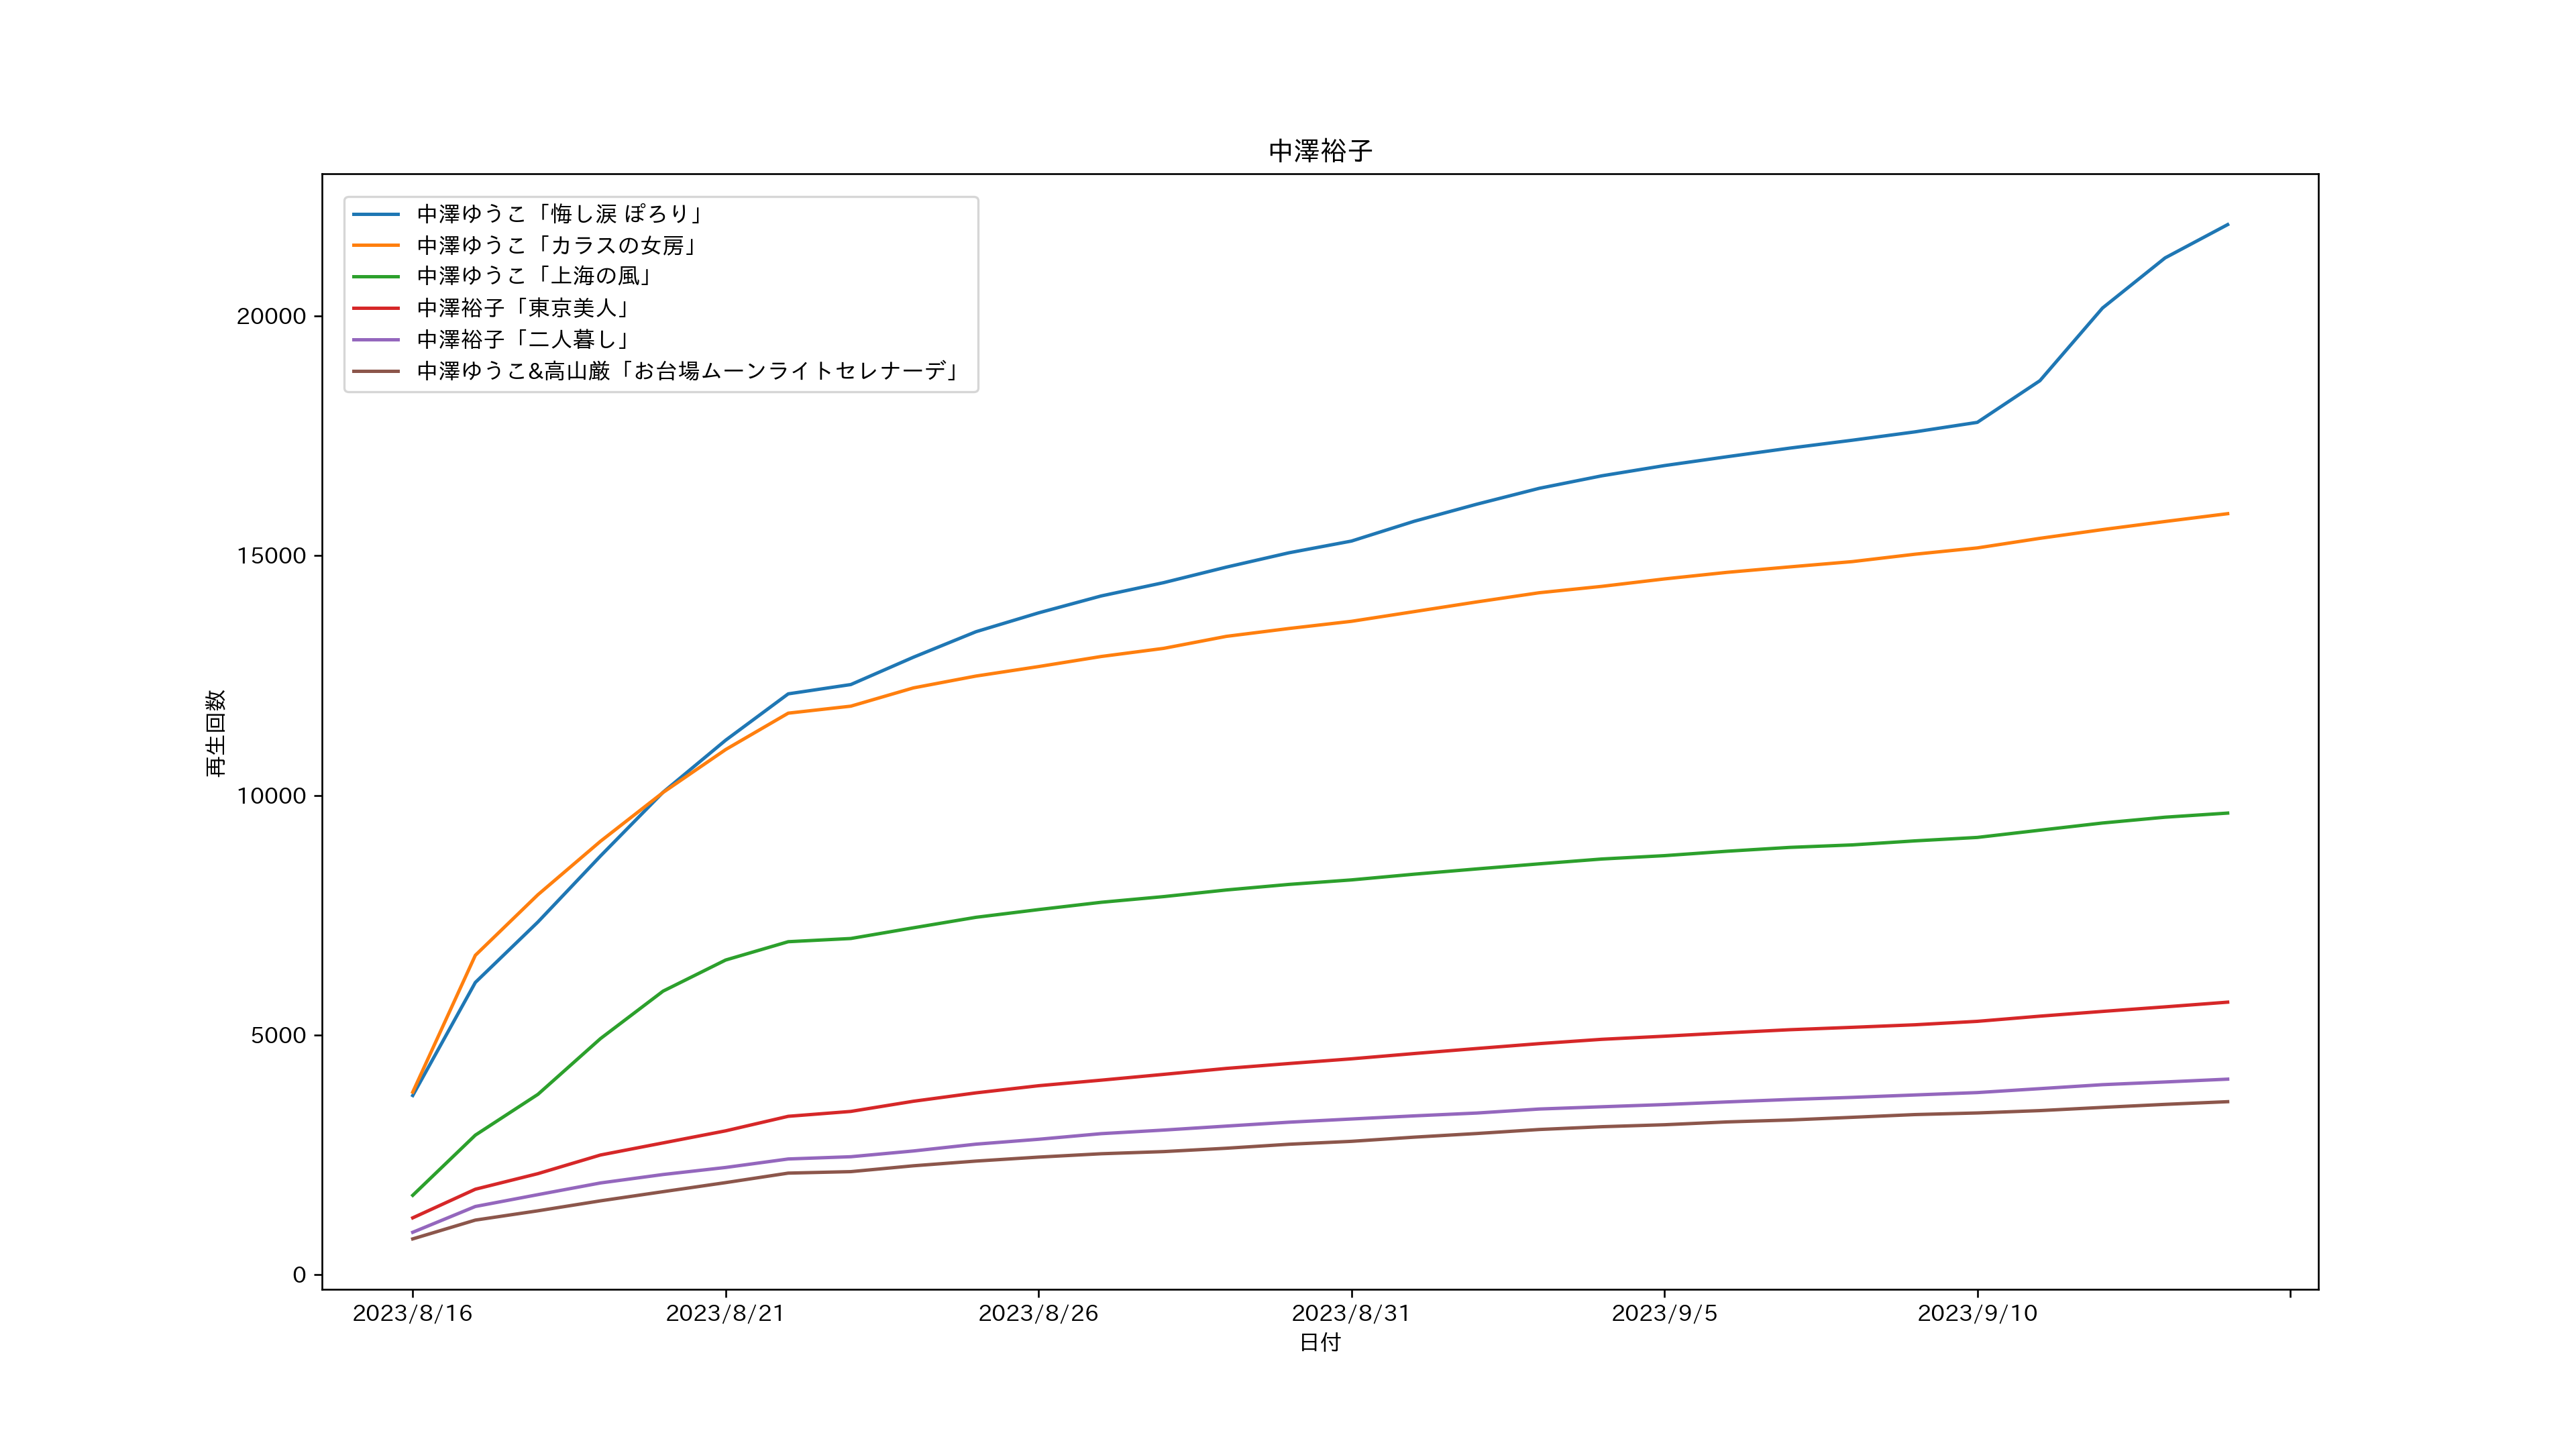 中澤裕子
中澤ゆうこ「悔し涙 ぽろり」
中澤ゆうこ「カラスの女房」
中澤ゆうこ「上海の風」
中澤裕子「東京美人」
中澤裕子「二人暮し」
中澤ゆうこ&高山厳「お台場ムーンライトセレナーデ」
再生回数
20000
15000
10000
5000
0
2023/8/16 2023/8/21 2023/8/26 2023/8/31 2023/9/5 2023/9/10
日付